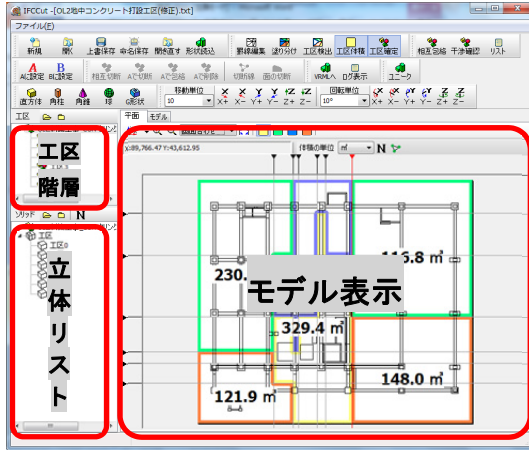 IFCCut -[OL2地中コンクリート打設工区(修正).txt]
ファイル(E)
新規 開く 上書保存 命名保存 開き直す 形状読込 罫線編集 塗り分け 工区検出 工区体積 工区確定 相互包絡 干渉確認 リスト
AC設定 BC設定 相互切断 AでB切断 AでB包絡 AでB削除 切断線 面の切断 VRMLへ ログ表示 ユニーク
移動単位 回転単位
直方体 角柱 角錐 球 G形状 10 X+ X- Y+ Y- Z+ Z- 10° X+ X- Y+ Y- Z+ Z-
工区 平面 モデル
x:89,766.47 Y:43,612.95 体積の単位 ㎥ N
工区
階層
ソリッド N
工区
工区0
立体リスト
モデル表示
230.
329.4 ㎥
121.9 ㎥
148.0 ㎥